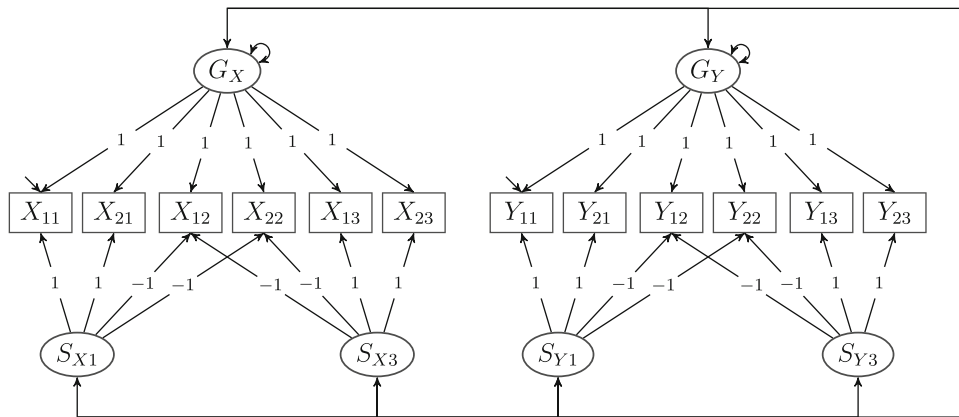 G_X G_Y
1 1 1 1 1 1 1 1 1 1 1 1
X_11 X_21 X_12 X_22 X_13 X_23 Y_11 Y_21 Y_12 Y_22 Y_13 Y_23
1 1 −1 −1 −1 −1 1 1 1 1 −1 −1 −1 −1 1 1
S_X1 S_X3 S_Y1 S_Y3